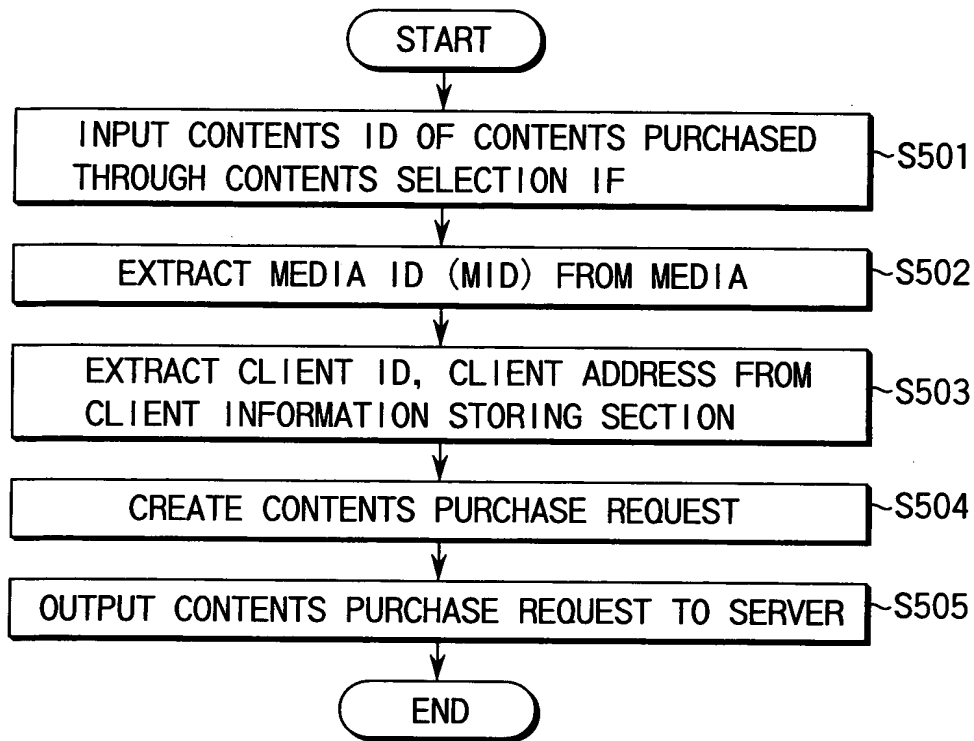 START
INPUT CONTENTS ID OF CONTENTS PURCHASED
THROUGH CONTENTS SELECTION IF
S501
EXTRACT MEDIA ID (MID) FROM MEDIA
S502
EXTRACT CLIENT ID, CLIENT ADDRESS FROM
CLIENT INFORMATION STORING SECTION
S503
CREATE CONTENTS PURCHASE REQUEST
S504
OUTPUT CONTENTS PURCHASE REQUEST TO SERVER
S505
END